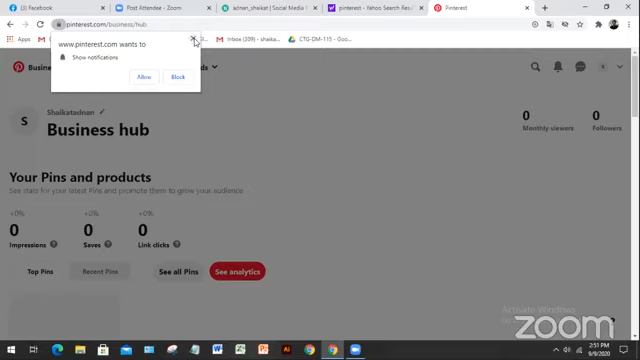 Facebook
Post Attendee - Zoom
adnan_shaikat | Social Media
pinterest - Yahoo Search Resu
Pinterest
pinterest.com/business/hub
Apps
Inbox (309) - shaika...
CTG-DM-115 - Goo...
www.pinterest.com wants to
Show notifications
Allow
Block
Busine
ds
S
Shaikatadnan
Business hub
0
Monthly viewers
0
Followers
Your Pins and products
See stats for your latest Pins and promote them to grow your audience
+0%
+0%
+0%
0
0
0
Impressions
Saves
Link clicks
Top Pins
Recent Pins
See all Pins
See analytics
Activate Windows
zoom
2:51 PM
9/9/2020